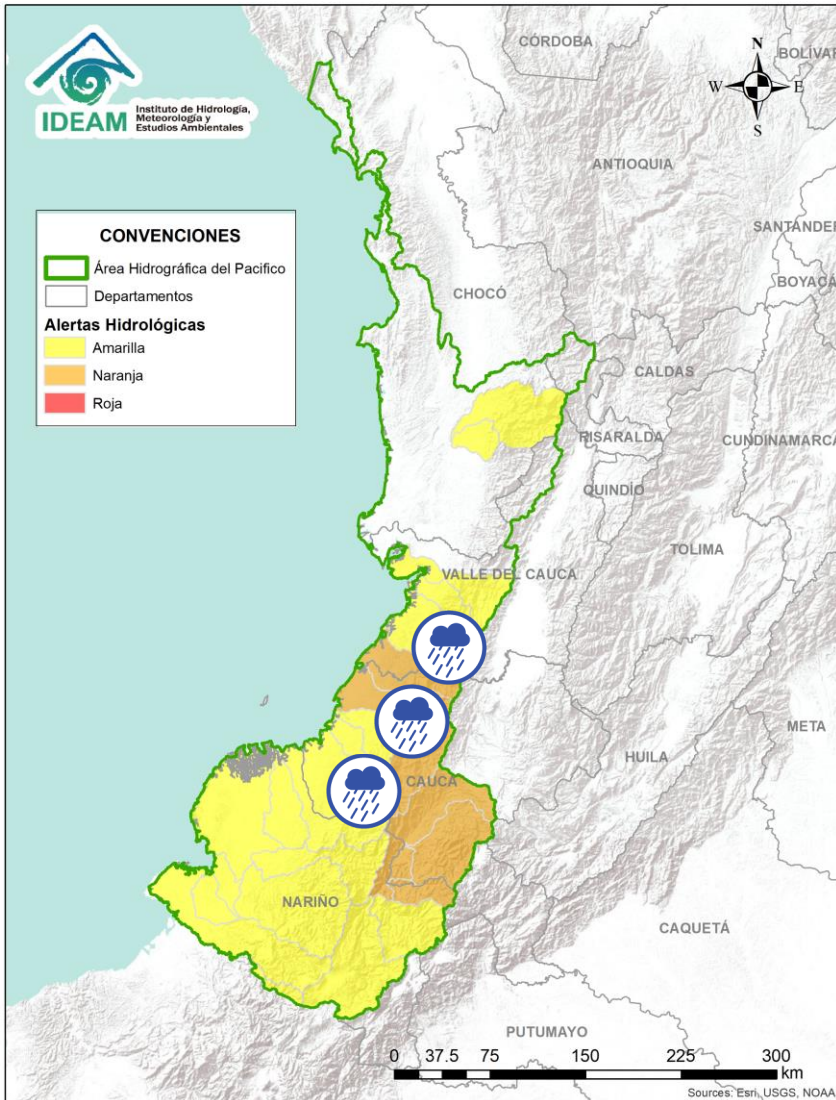 IDEAM
Instituto de Hidrología,
Meteorología y
Estudios Ambientales
N
W
E
S
CÓRDOBA
BOLÍVAR
ANTIOQUIA
SANTANDER
BOYACÁ
CHOCÓ
CALDAS
RISARALDA
CUNDINAMARCA
QUINDÍO
TOLIMA
VALLE DEL CAUCA
META
HUILA
CAUCA
NARIÑO
CAQUETÁ
PUTUMAYO
CONVENCIONES
Área Hidrográfica del Pacifico
Departamentos
Alertas Hidrológicas
Amarilla
Naranja
Roja
0 37.5 75 150 225 300
km
Sources: Esri, USGS, NOAA